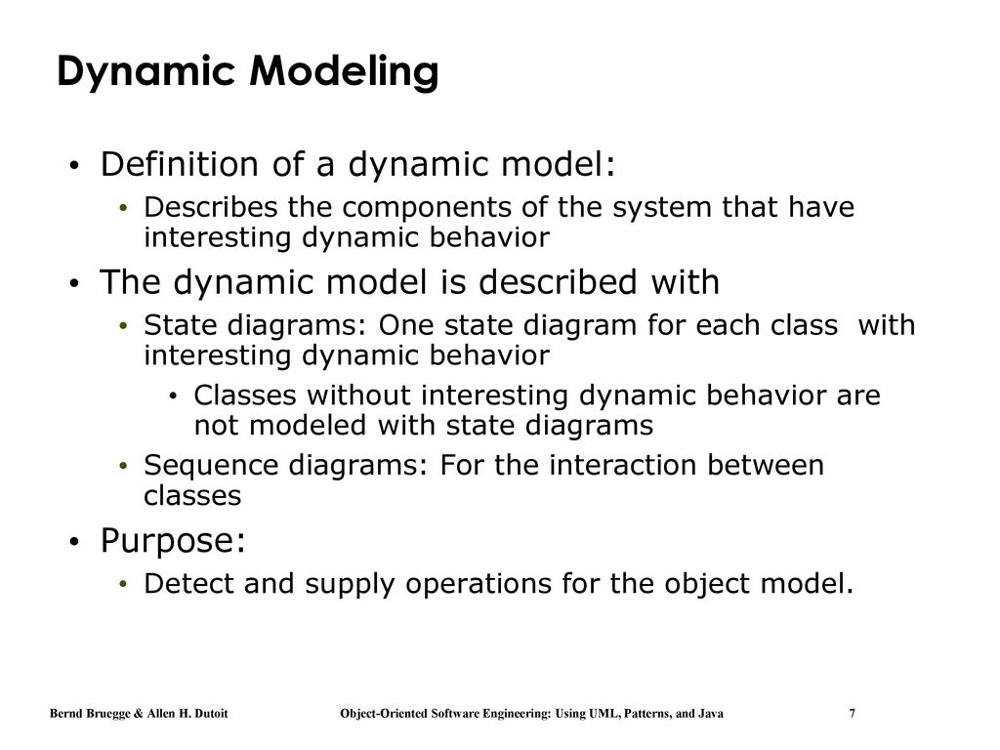 Dynamic Modeling
• Definition of a dynamic model:
• Describes the components of the system that have
interesting dynamic behavior
• The dynamic model is described with
• State diagrams: One state diagram for each class  with
interesting dynamic behavior
• Classes without interesting dynamic behavior are
not modeled with state diagrams
• Sequence diagrams: For the interaction between
classes
• Purpose:
• Detect and supply operations for the object model.
Bernd Bruegge & Allen H. Dutoit Object-Oriented Software Engineering: Using UML, Patterns, and Java 7